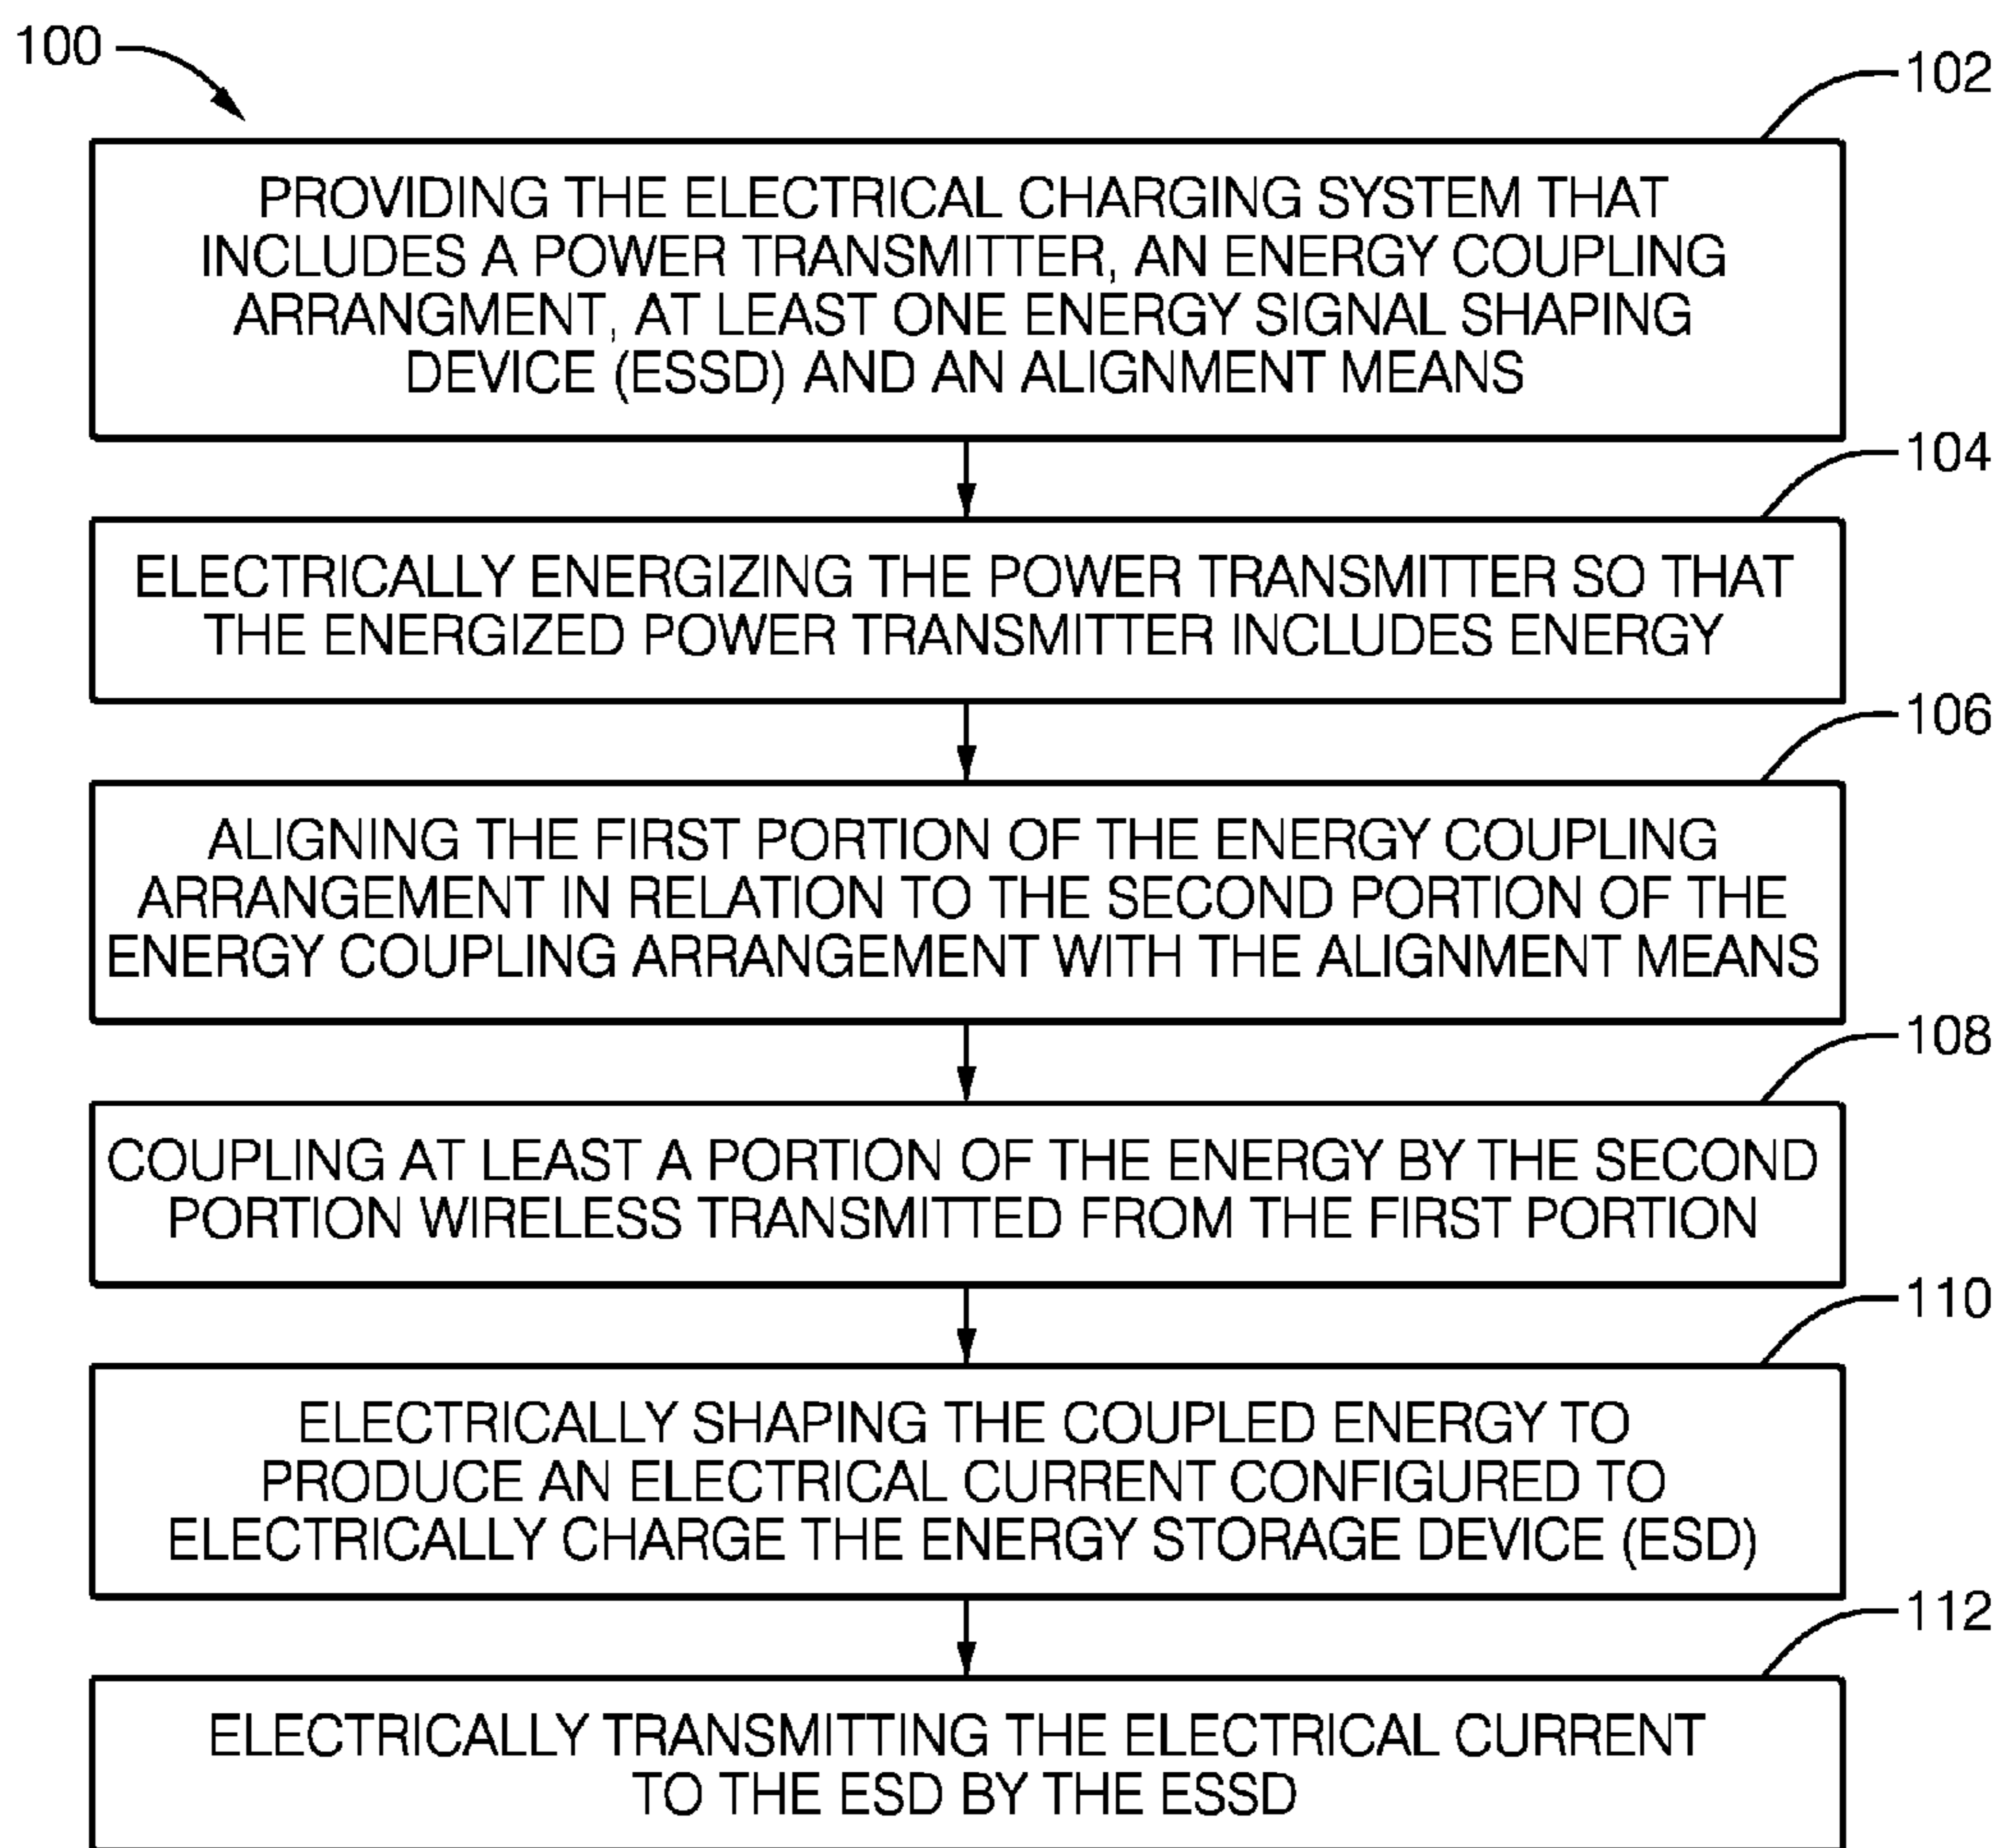 100
102
PROVIDING THE ELECTRICAL CHARGING SYSTEM THAT
INCLUDES A POWER TRANSMITTER, AN ENERGY COUPLING
ARRANGMENT, AT LEAST ONE ENERGY SIGNAL SHAPING
DEVICE (ESSD) AND AN ALIGNMENT MEANS
104
ELECTRICALLY ENERGIZING THE POWER TRANSMITTER SO THAT
THE ENERGIZED POWER TRANSMITTER INCLUDES ENERGY
106
ALIGNING THE FIRST PORTION OF THE ENERGY COUPLING
ARRANGEMENT IN RELATION TO THE SECOND PORTION OF THE
ENERGY COUPLING ARRANGEMENT WITH THE ALIGNMENT MEANS
108
COUPLING AT LEAST A PORTION OF THE ENERGY BY THE SECOND
PORTION WIRELESS TRANSMITTED FROM THE FIRST PORTION
110
ELECTRICALLY SHAPING THE COUPLED ENERGY TO
PRODUCE AN ELECTRICAL CURRENT CONFIGURED TO
ELECTRICALLY CHARGE THE ENERGY STORAGE DEVICE (ESD)
112
ELECTRICALLY TRANSMITTING THE ELECTRICAL CURRENT
TO THE ESD BY THE ESSD